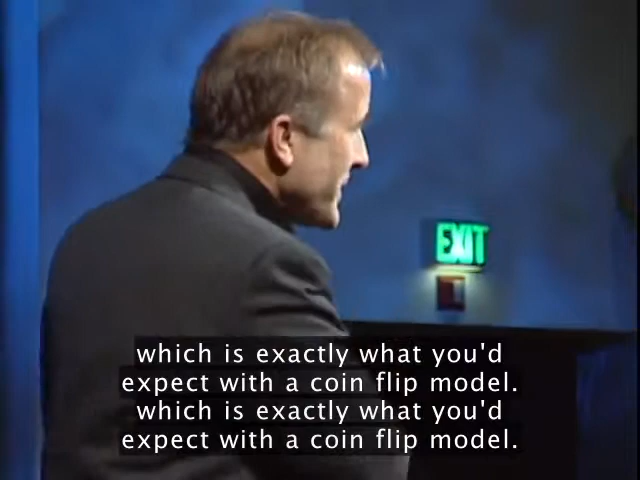 EXIT
which is exactly what you'd
expect with a coin flip model.
which is exactly what you'd
expect with a coin flip model.